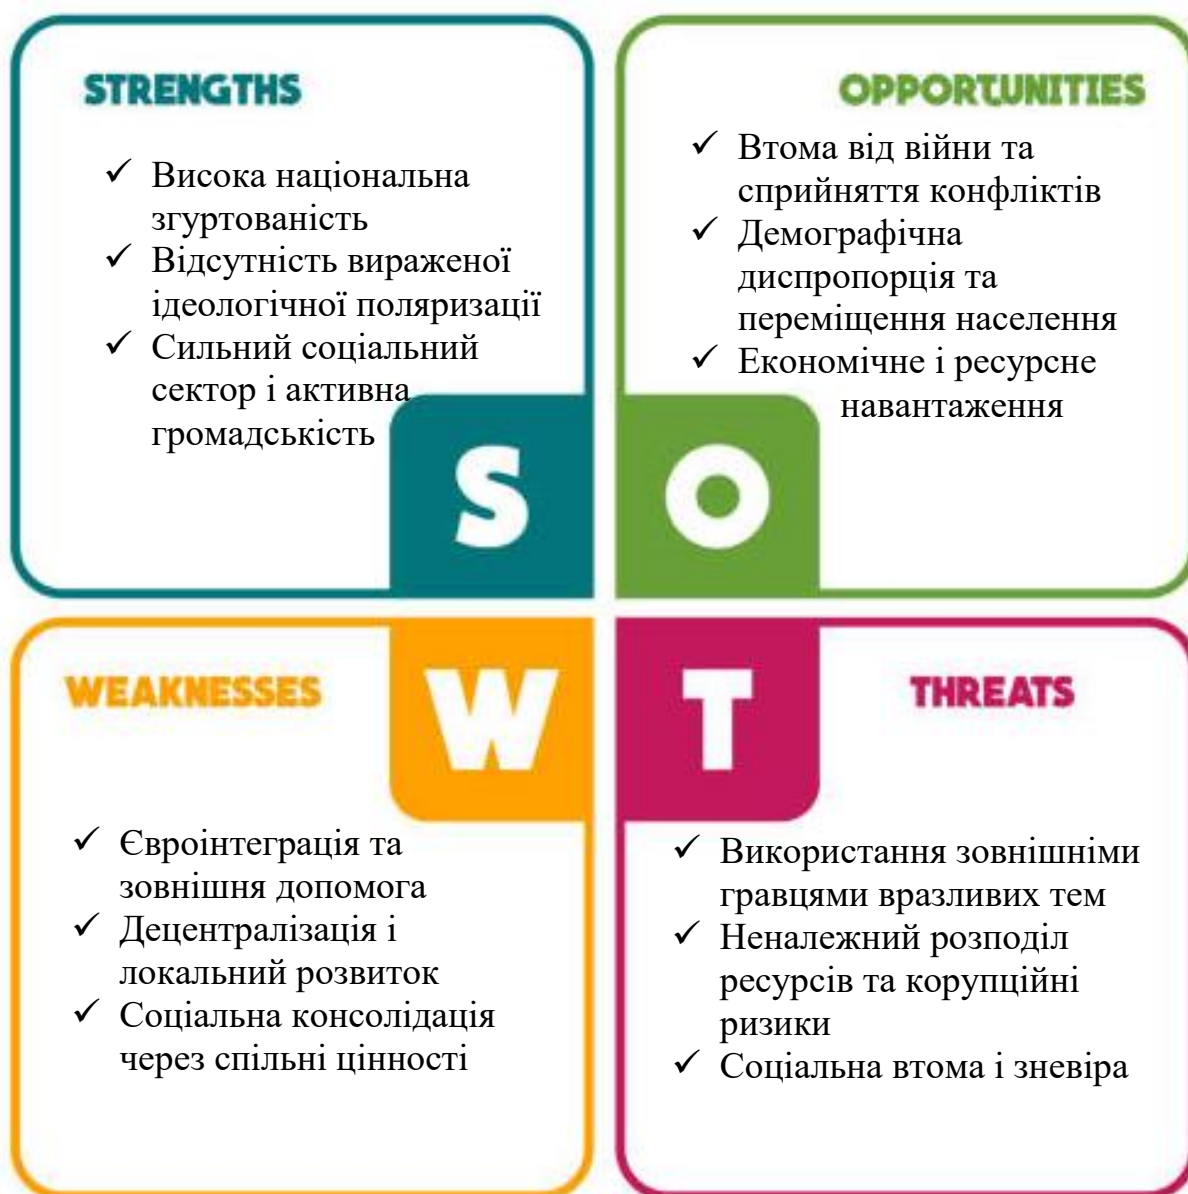 STRENGTHS
✓ Висока національна
згуртованість
✓ Відсутність вираженої
ідеологічної поляризації
✓ Сильний соціальний
сектор і активна
громадськість
S
OPPORTUNITIES
✓ Втома від війни та
сприйняття конфліктів
✓ Демографічна
диспропорція та
переміщення населення
✓ Економічне і ресурсне
навантаження
O
WEAKNESSES
W
✓ Євроінтеграція та
зовнішня допомога
✓ Децентралізація і
локальний розвиток
✓ Соціальна консолідація
через спільні цінності
T
THREATS
✓ Використання зовнішніми
гравцями вразливих тем
✓ Неналежний розподіл
ресурсів та корупційні
ризики
✓ Соціальна втома і зневіра